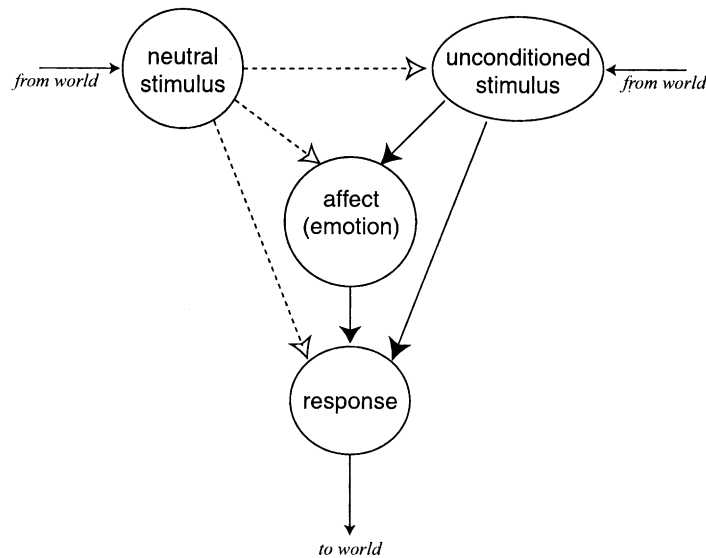 neutral
stimulus
unconditioned
stimulus
from world
from world
affect
(emotion)
response
to world